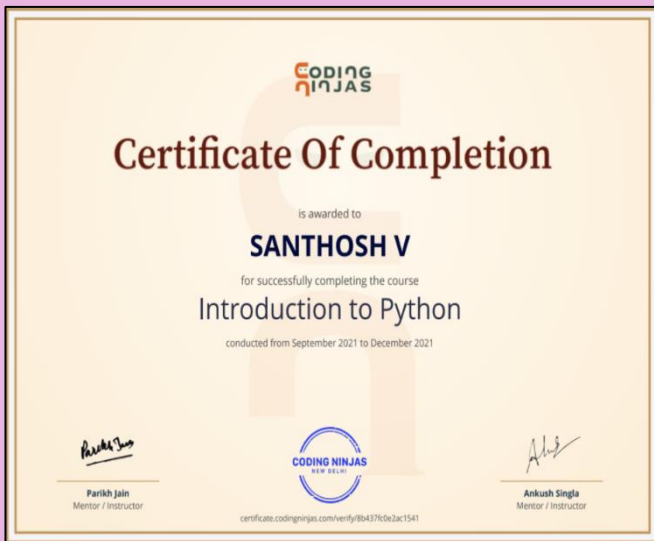 CODING
NINJAS
Certificate Of Completion
is awarded to
SANTHOSH V
for successfully completing the course
Introduction to Python
conducted from September 2021 to December 2021
Parikh Jain
CODING NINJAS
NEW DELHI
Parikh Jain
Mentor / Instructor
Ankush Singla
Mentor / Instructor
certificate.codingninjas.com/verify/8b437fc0e2ac1541